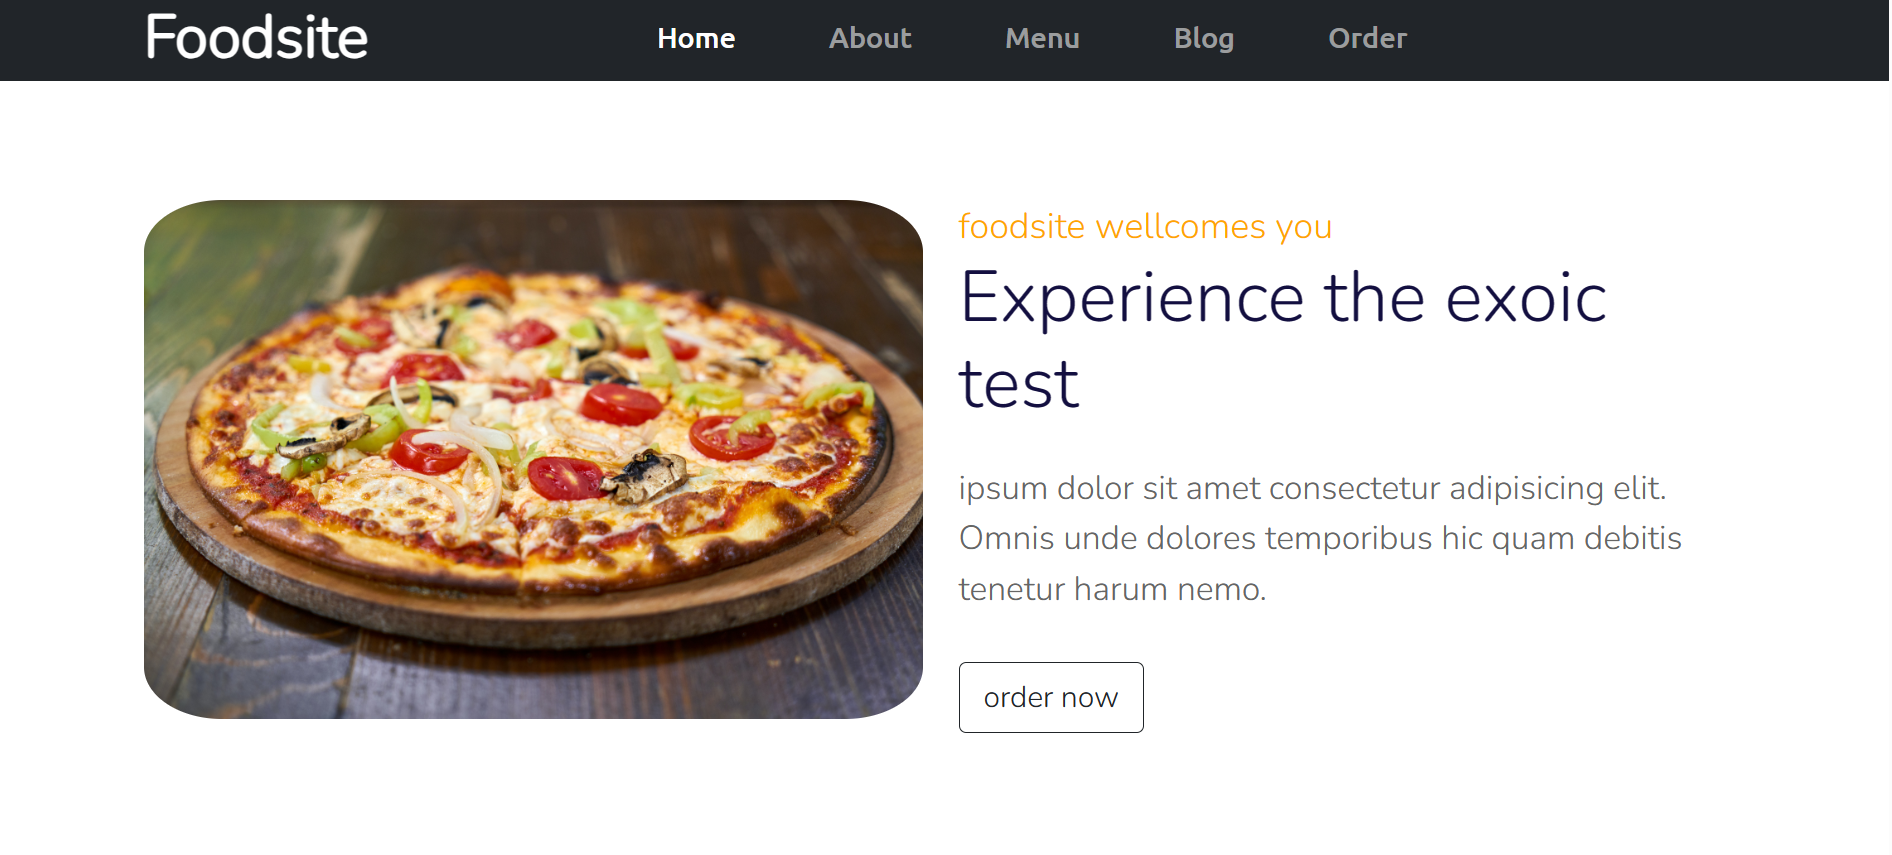 Foodsite
Home About Menu Blog Order
foodsite wellcomes you
Experience the exoic
test
ipsum dolor sit amet consectetur adipisicing elit.
Omnis unde dolores temporibus hic quam debitis
tenetur harum nemo.
order now